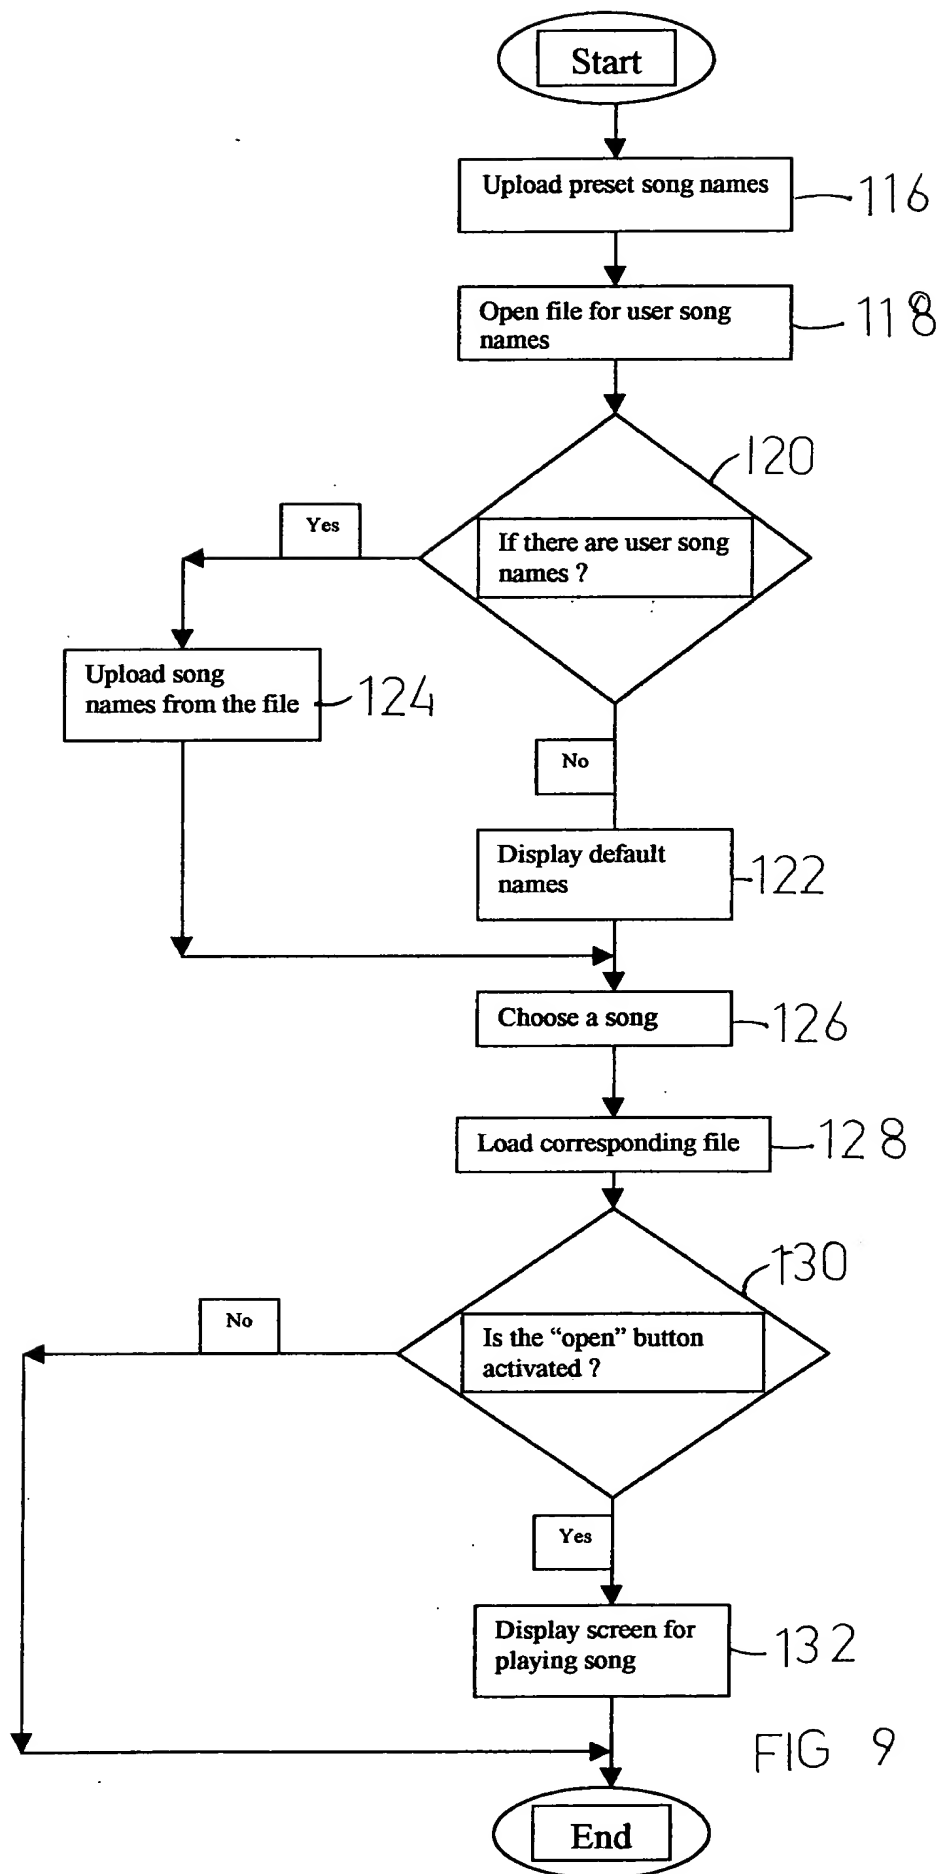 Start
Upload preset song names
116
Open file for user song
names
118
120
Yes
If there are user song
names ?
Upload song
names from the file
124
No
Display default
names
122
Choose a song
126
Load corresponding file
128
130
No
Is the “open” button
activated ?
Yes
Display screen for
playing song
132
FIG 9
End